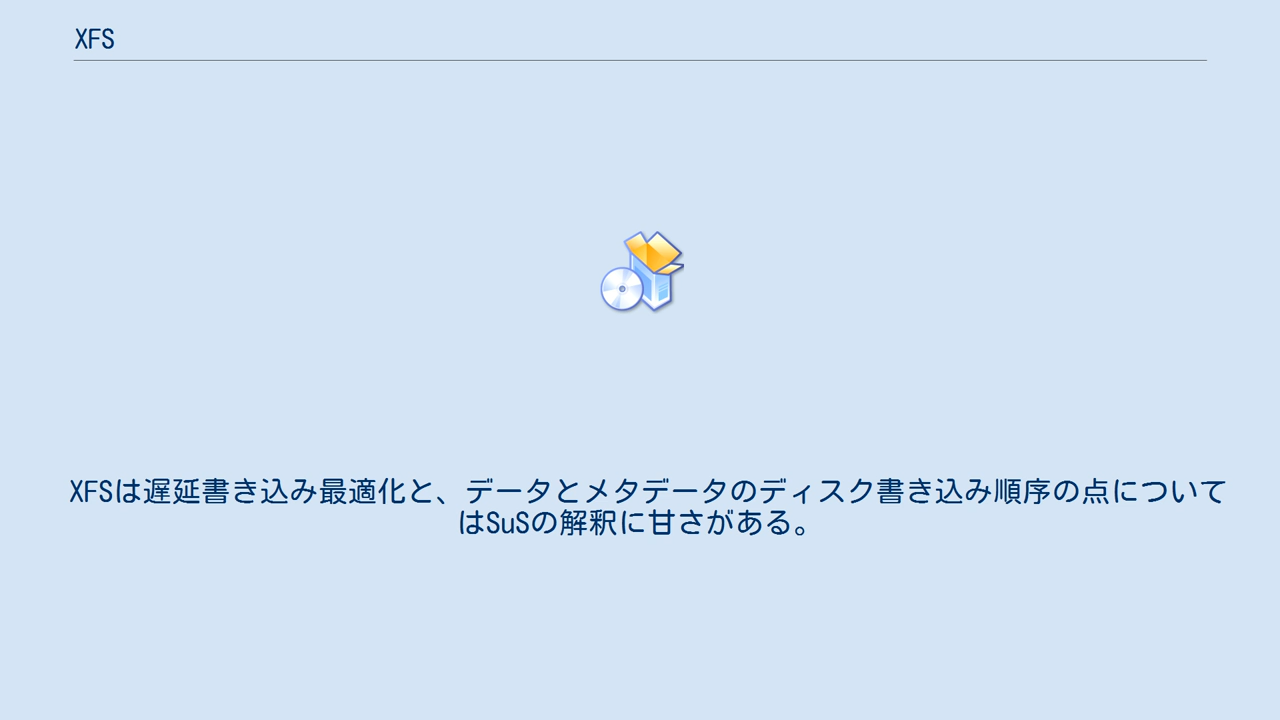 XFS
XFSは遅延書き込み最適化と、データとメタデータのディスク書き込み順序の点について
はSuSの解釈に甘さがある。